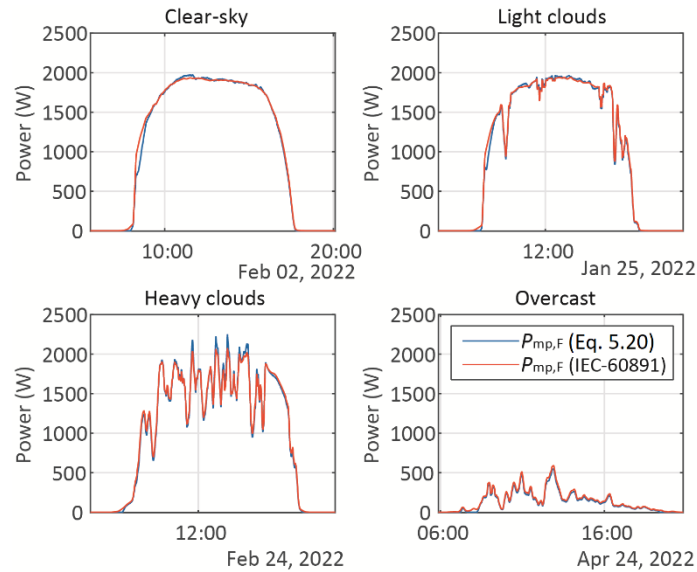 Clear-sky
Power (W)
2500
2000
1500
1000
500
0
10:00
20:00
Feb 02, 2022
Light clouds
Power (W)
2500
2000
1500
1000
500
0
12:00
Jan 25, 2022
Heavy clouds
Power (W)
2500
2000
1500
1000
500
0
12:00
Feb 24, 2022
Overcast
Power (W)
2500
2000
1500
1000
500
0
Pmp,F (Eq. 5.20)
Pmp,F (IEC-60891)
06:00
16:00
Apr 24, 2022